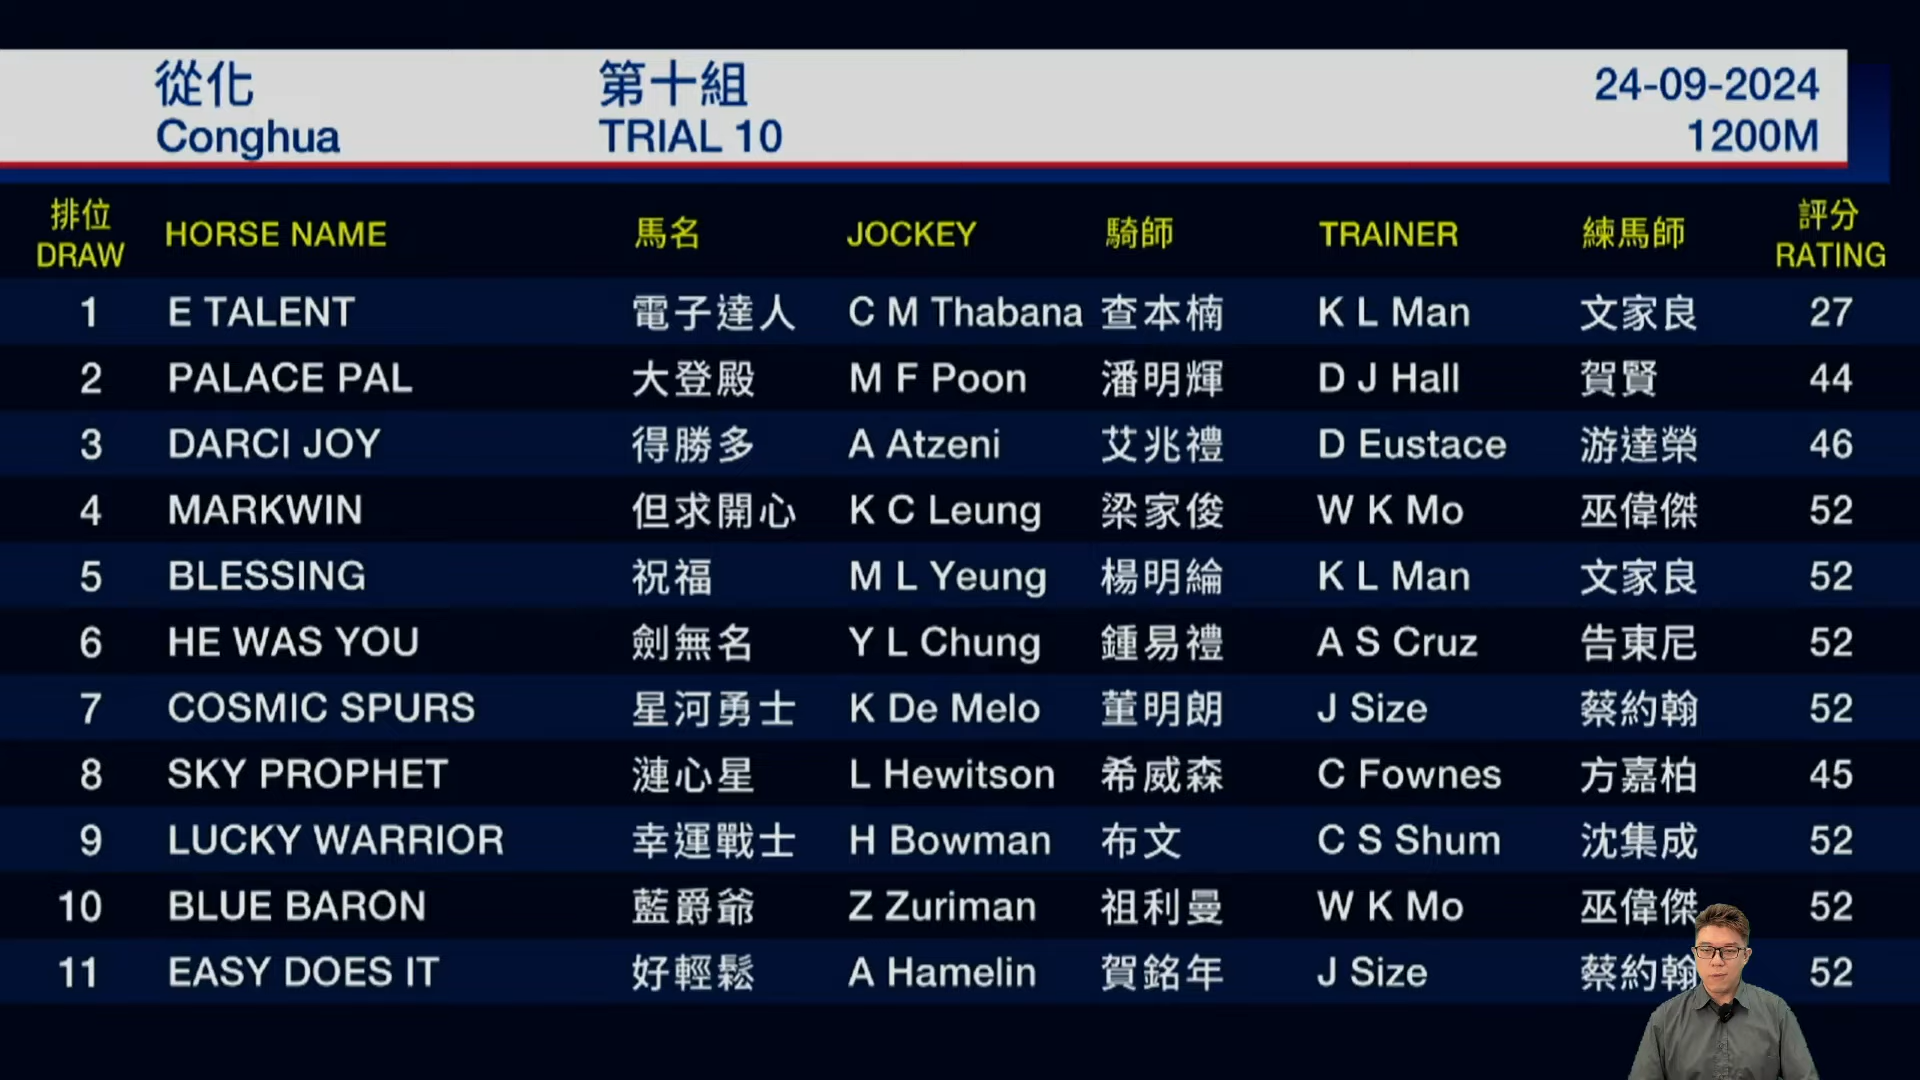 從化 第十組 24-09-2024
Conghua TRIAL 10 1200M
排位 DRAW HORSE NAME 馬名 JOCKEY 騎師 TRAINER 練馬師 評分 RATING
1 E TALENT 電子達人 C M Thabana 查本楠 K L Man 文家良 27
2 PALACE PAL 大登殿 M F Poon 潘明輝 D J Hall 賀賢 44
3 DARCI JOY 得勝多 A Atzeni 艾兆禮 D Eustace 游達榮 46
4 MARKWIN 但求開心 K C Leung 梁家俊 W K Mo 巫偉傑 52
5 BLESSING 祝福 M L Yeung 楊明綸 K L Man 文家良 52
6 HE WAS YOU 劍無名 Y L Chung 鍾易禮 A S Cruz 告東尼 52
7 COSMIC SPURS 星河勇士 K De Melo 董明朗 J Size 蔡約翰 52
8 SKY PROPHET 漣心星 L Hewitson 希威森 C Fownes 方嘉柏 45
9 LUCKY WARRIOR 幸運戰士 H Bowman 布文 C S Shum 沈集成 52
10 BLUE BARON 藍爵爺 Z Zuriman 祖利曼 W K Mo 巫偉傑 52
11 EASY DOES IT 好輕鬆 A Hamelin 賀銘年 J Size 蔡約翰 52